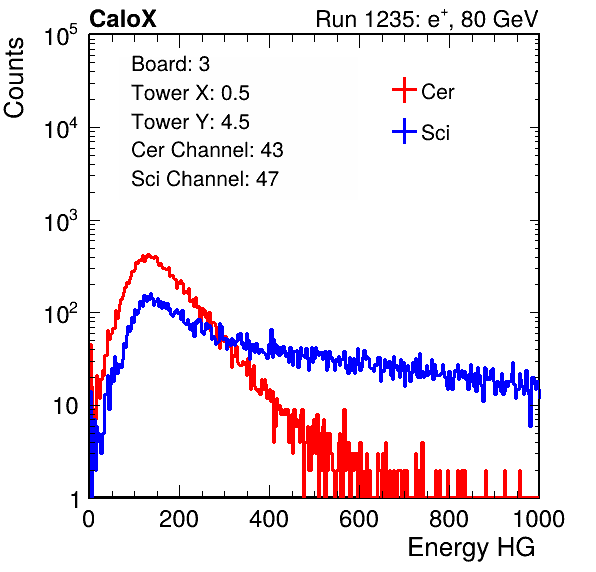 CaloX Run 1235: e⁺, 80 GeV
Counts
Board: 3
Tower X: 0.5
Tower Y: 4.5
Cer Channel: 43
Sci Channel: 47
Cer
Sci
10⁵
10⁴
10³
10²
10
1
0 200 400 600 800 1000
Energy HG